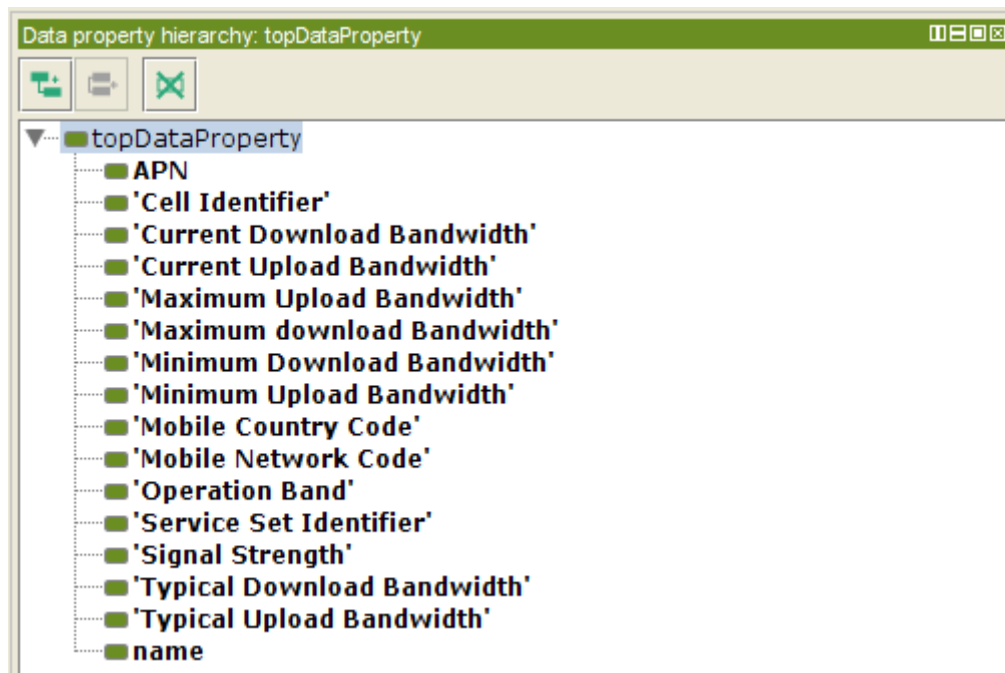 Data property hierarchy: topDataProperty
topDataProperty
APN
'Cell Identifier'
'Current Download Bandwidth'
'Current Upload Bandwidth'
'Maximum Upload Bandwidth'
'Maximum download Bandwidth'
'Minimum Download Bandwidth'
'Minimum Upload Bandwidth'
'Mobile Country Code'
'Mobile Network Code'
'Operation Band'
'Service Set Identifier'
'Signal Strength'
'Typical Download Bandwidth'
'Typical Upload Bandwidth'
name